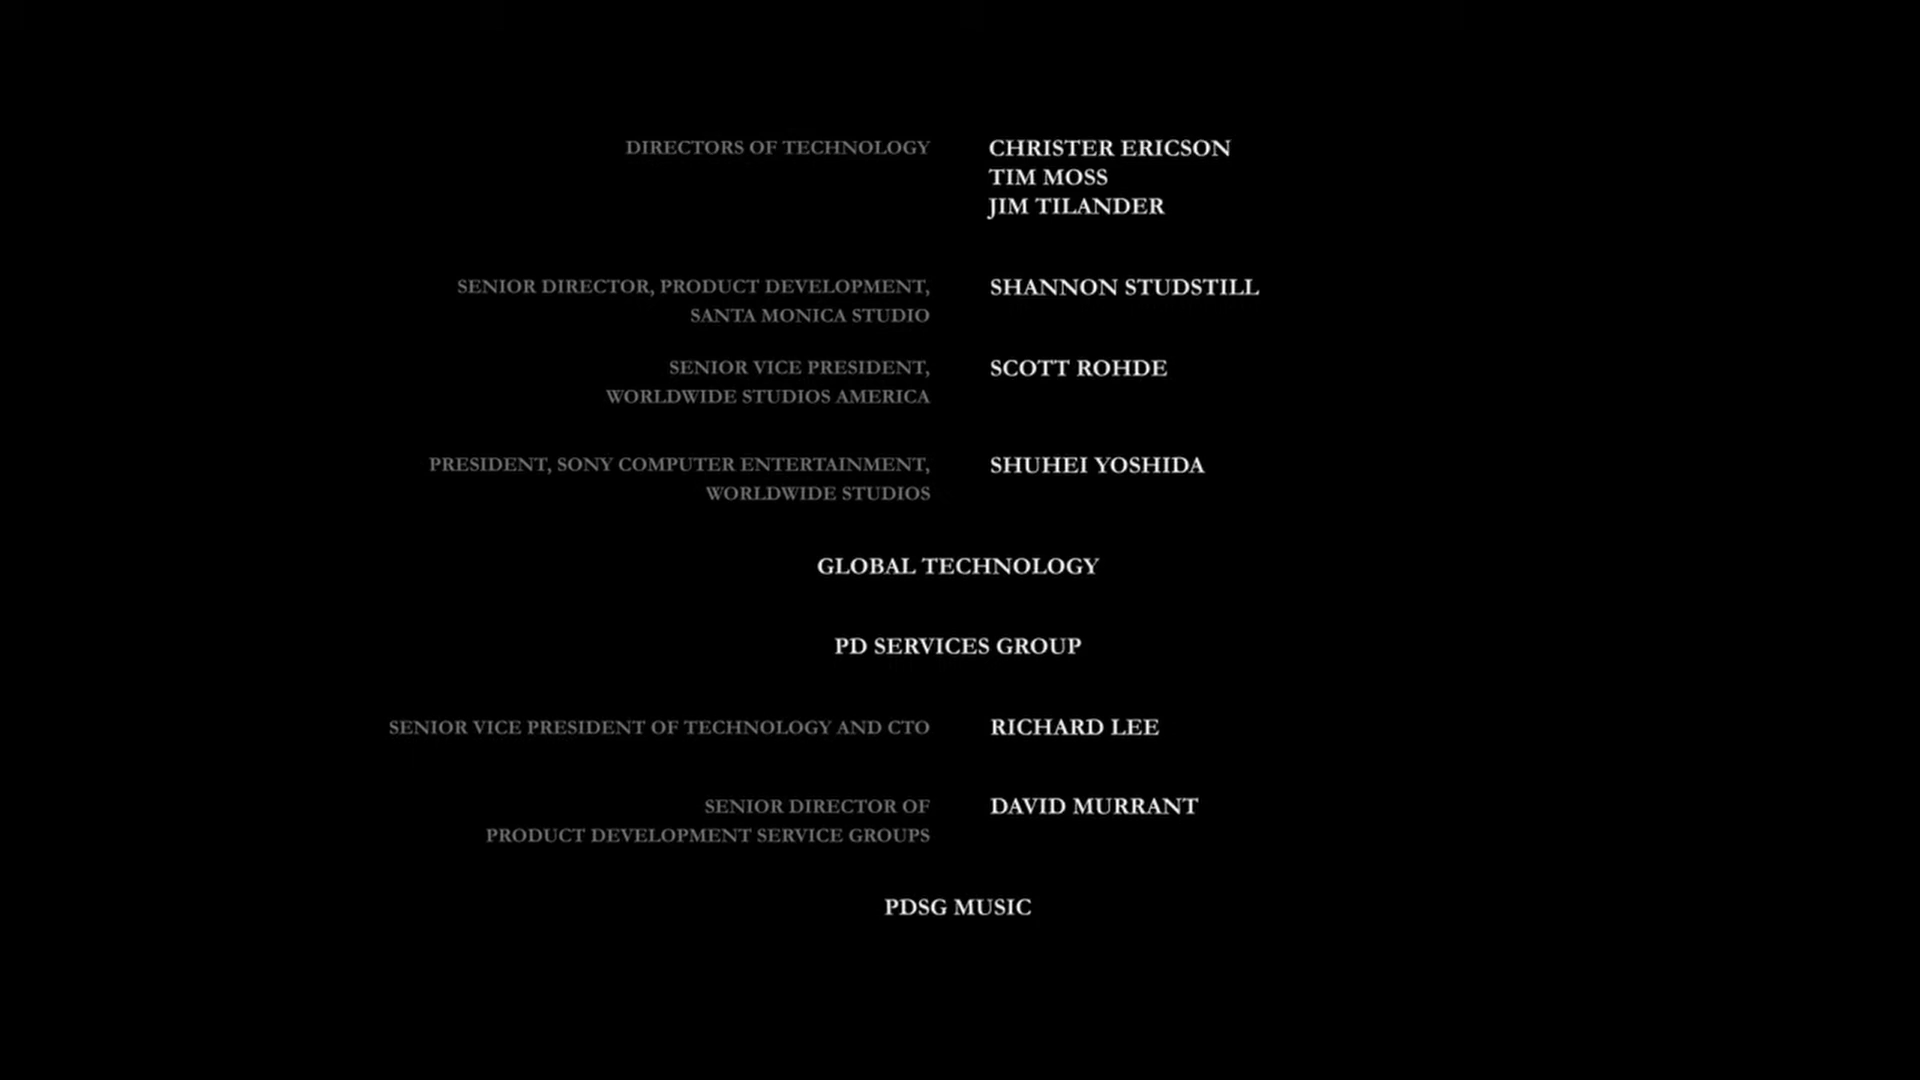 DIRECTORS OF TECHNOLOGY CHRISTER ERICSON
TIM MOSS
JIM TILANDER
SENIOR DIRECTOR, PRODUCT DEVELOPMENT, SHANNON STUDSTILL
SANTA MONICA STUDIO
SENIOR VICE PRESIDENT, SCOTT ROHDE
WORLDWIDE STUDIOS AMERICA
PRESIDENT, SONY COMPUTER ENTERTAINMENT, SHUHEI YOSHIDA
WORLDWIDE STUDIOS
GLOBAL TECHNOLOGY
PD SERVICES GROUP
SENIOR VICE PRESIDENT OF TECHNOLOGY AND CTO RICHARD LEE
SENIOR DIRECTOR OF DAVID MURRANT
PRODUCT DEVELOPMENT SERVICE GROUPS
PDSG MUSIC